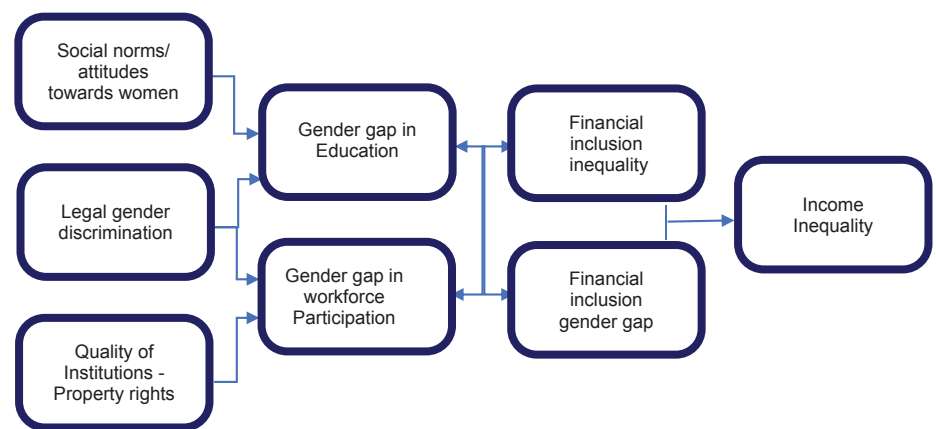 Social norms/
attitudes
towards women
Legal gender
discrimination
Quality of
Institutions -
Property rights
Gender gap in
Education
Gender gap in
workforce
Participation
Financial
inclusion
inequality
Financial
inclusion
gender gap
Income
Inequality